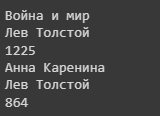 Война и мир
Лев Толстой
1225
Анна Каренина
Лев Толстой
864